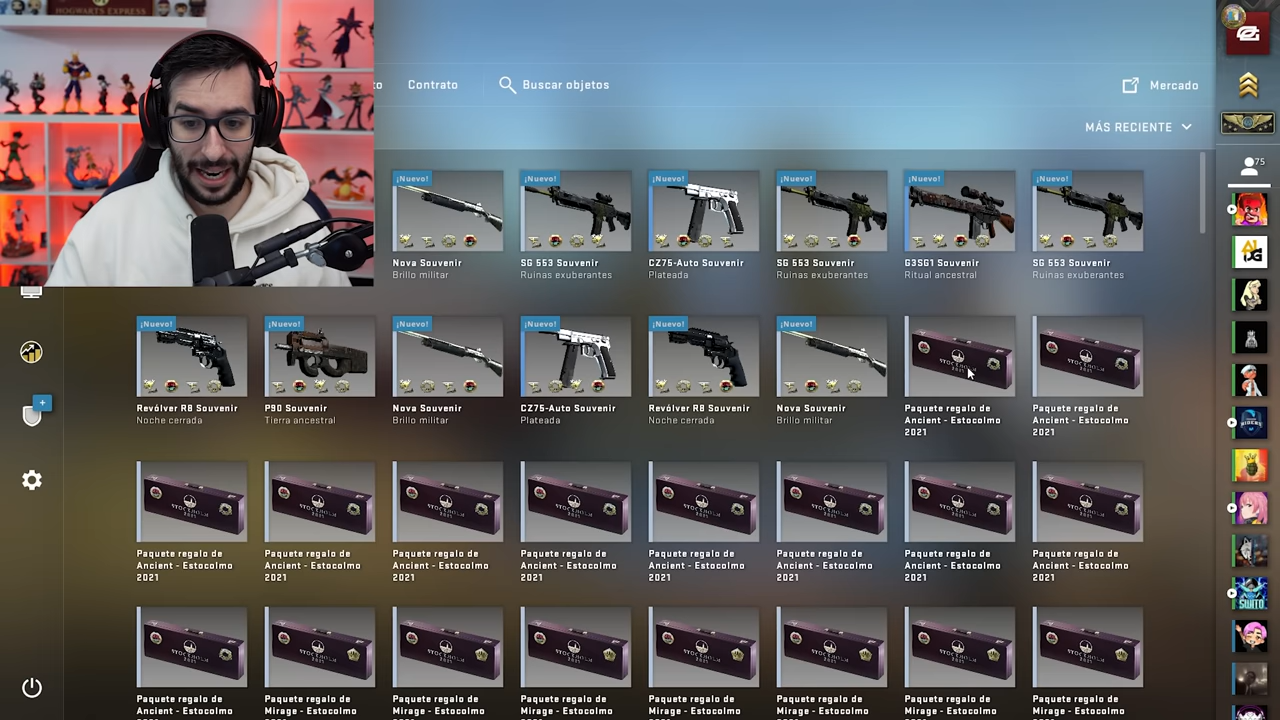 HOGWARTS EXPRESS
to
Contrato
Buscar objetos
Mercado
MÁS RECIENTE
75
¡Nuevo!
¡Nuevo!
¡Nuevo!
¡Nuevo!
¡Nuevo!
¡Nuevo!
Nova Souvenir
Brillo militar
SG 553 Souvenir
Ruinas exuberantes
CZ75-Auto Souvenir
Plateada
SG 553 Souvenir
Ruinas exuberantes
G3SG1 Souvenir
Ritual ancestral
SG 553 Souvenir
Ruinas exuberantes
¡Nuevo!
¡Nuevo!
¡Nuevo!
¡Nuevo!
¡Nuevo!
¡Nuevo!
Revólver R8 Souvenir
Noche cerrada
P90 Souvenir
Tierra ancestral
Nova Souvenir
Brillo militar
CZ75-Auto Souvenir
Plateada
Revólver R8 Souvenir
Noche cerrada
Nova Souvenir
Brillo militar
Paquete regalo de
Ancient - Estocolmo
2021
Paquete regalo de
Ancient - Estocolmo
2021
+
Paquete regalo de
Ancient - Estocolmo
2021
Paquete regalo de
Ancient - Estocolmo
2021
Paquete regalo de
Ancient - Estocolmo
2021
Paquete regalo de
Ancient - Estocolmo
2021
Paquete regalo de
Ancient - Estocolmo
2021
Paquete regalo de
Ancient - Estocolmo
2021
Paquete regalo de
Ancient - Estocolmo
2021
Paquete regalo de
Ancient - Estocolmo
2021
SWITO
Paquete regalo de
Ancient - Estocolmo
Paquete regalo de
Ancient - Estocolmo
Paquete regalo de
Mirage - Estocolmo
Paquete regalo de
Mirage - Estocolmo
Paquete regalo de
Mirage - Estocolmo
Paquete regalo de
Mirage - Estocolmo
Paquete regalo de
Mirage - Estocolmo
Paquete regalo de
Mirage - Estocolmo